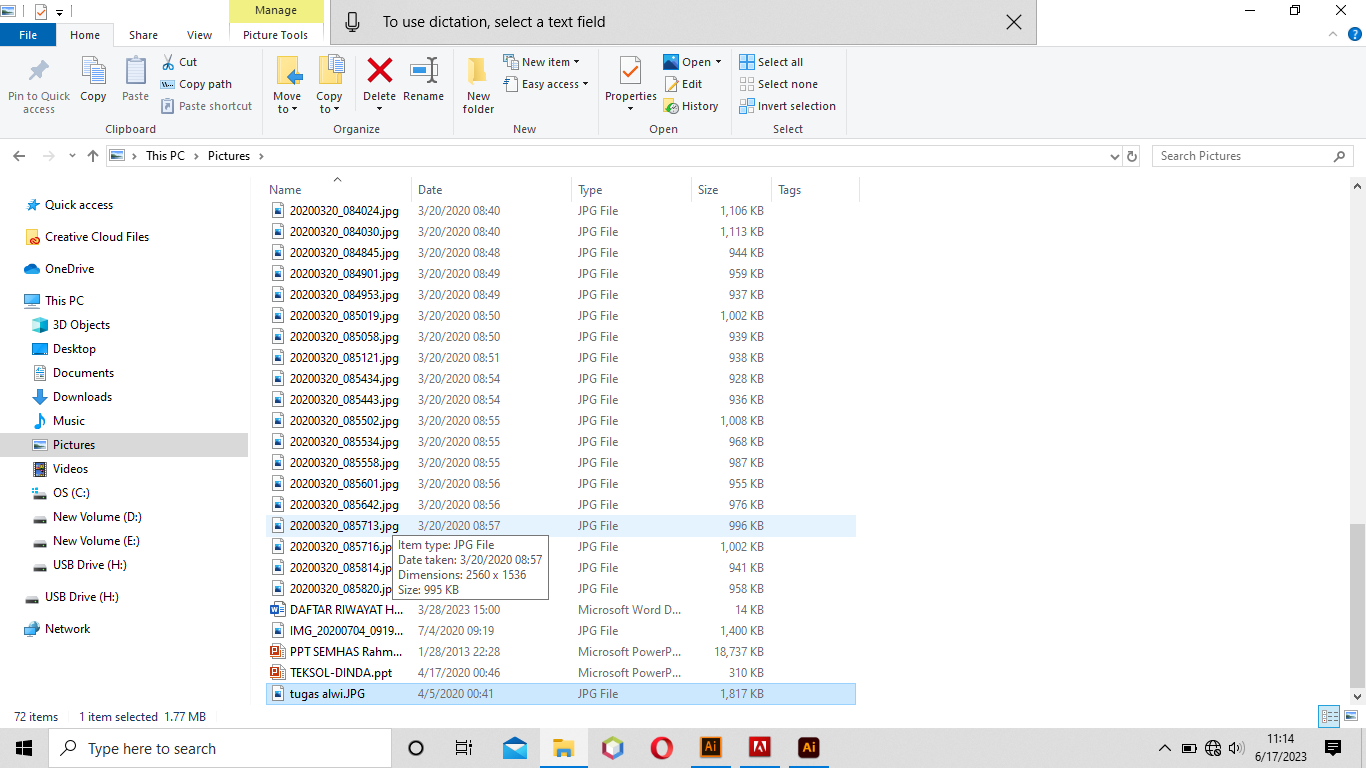 Manage
To use dictation, select a text field
File Home Share View Picture Tools
Pin to Quick access
Copy
Paste
Cut
Copy path
Paste shortcut
Clipboard
Move to
Copy to
Delete
Rename
Organize
New folder
New item
Easy access
New
Properties
Open
Edit
History
Open
Select all
Select none
Invert selection
Select
This PC > Pictures >
Search Pictures
Quick access
Creative Cloud Files
OneDrive
This PC
3D Objects
Desktop
Documents
Downloads
Music
Pictures
Videos
OS (C:)
New Volume (D:)
New Volume (E:)
USB Drive (H:)
USB Drive (H:)
Network
Name Date Type Size Tags
20200320_084024.jpg 3/20/2020 08:40 JPG File 1,106 KB
20200320_084030.jpg 3/20/2020 08:40 JPG File 1,113 KB
20200320_084845.jpg 3/20/2020 08:48 JPG File 944 KB
20200320_084901.jpg 3/20/2020 08:49 JPG File 959 KB
20200320_084953.jpg 3/20/2020 08:49 JPG File 937 KB
20200320_085019.jpg 3/20/2020 08:50 JPG File 1,002 KB
20200320_085058.jpg 3/20/2020 08:50 JPG File 939 KB
20200320_085121.jpg 3/20/2020 08:51 JPG File 938 KB
20200320_085434.jpg 3/20/2020 08:54 JPG File 928 KB
20200320_085443.jpg 3/20/2020 08:54 JPG File 936 KB
20200320_085502.jpg 3/20/2020 08:55 JPG File 1,008 KB
20200320_085534.jpg 3/20/2020 08:55 JPG File 968 KB
20200320_085558.jpg 3/20/2020 08:55 JPG File 987 KB
20200320_085601.jpg 3/20/2020 08:56 JPG File 955 KB
20200320_085642.jpg 3/20/2020 08:56 JPG File 976 KB
20200320_085713.jpg 3/20/2020 08:57 JPG File 996 KB
20200320_085716.jp JPG File 1,002 KB
20200320_085814.jp JPG File 941 KB
20200320_085820.jp JPG File 958 KB
Item type: JPG File
Date taken: 3/20/2020 08:57
Dimensions: 2560 x 1536
Size: 995 KB
DAFTAR RIWAYAT H... 3/28/2023 15:00 Microsoft Word D... 14 KB
IMG_20200704_0919... 7/4/2020 09:19 JPG File 1,400 KB
PPT SEMHAS Rahm... 1/28/2013 22:28 Microsoft PowerP... 18,737 KB
TEKSOL-DINDA.ppt 4/17/2020 00:46 Microsoft PowerP... 310 KB
tugas alwi.JPG 4/5/2020 00:41 JPG File 1,817 KB
72 items 1 item selected 1.77 MB
Type here to search
Ai
Ai
11:14
6/17/2023